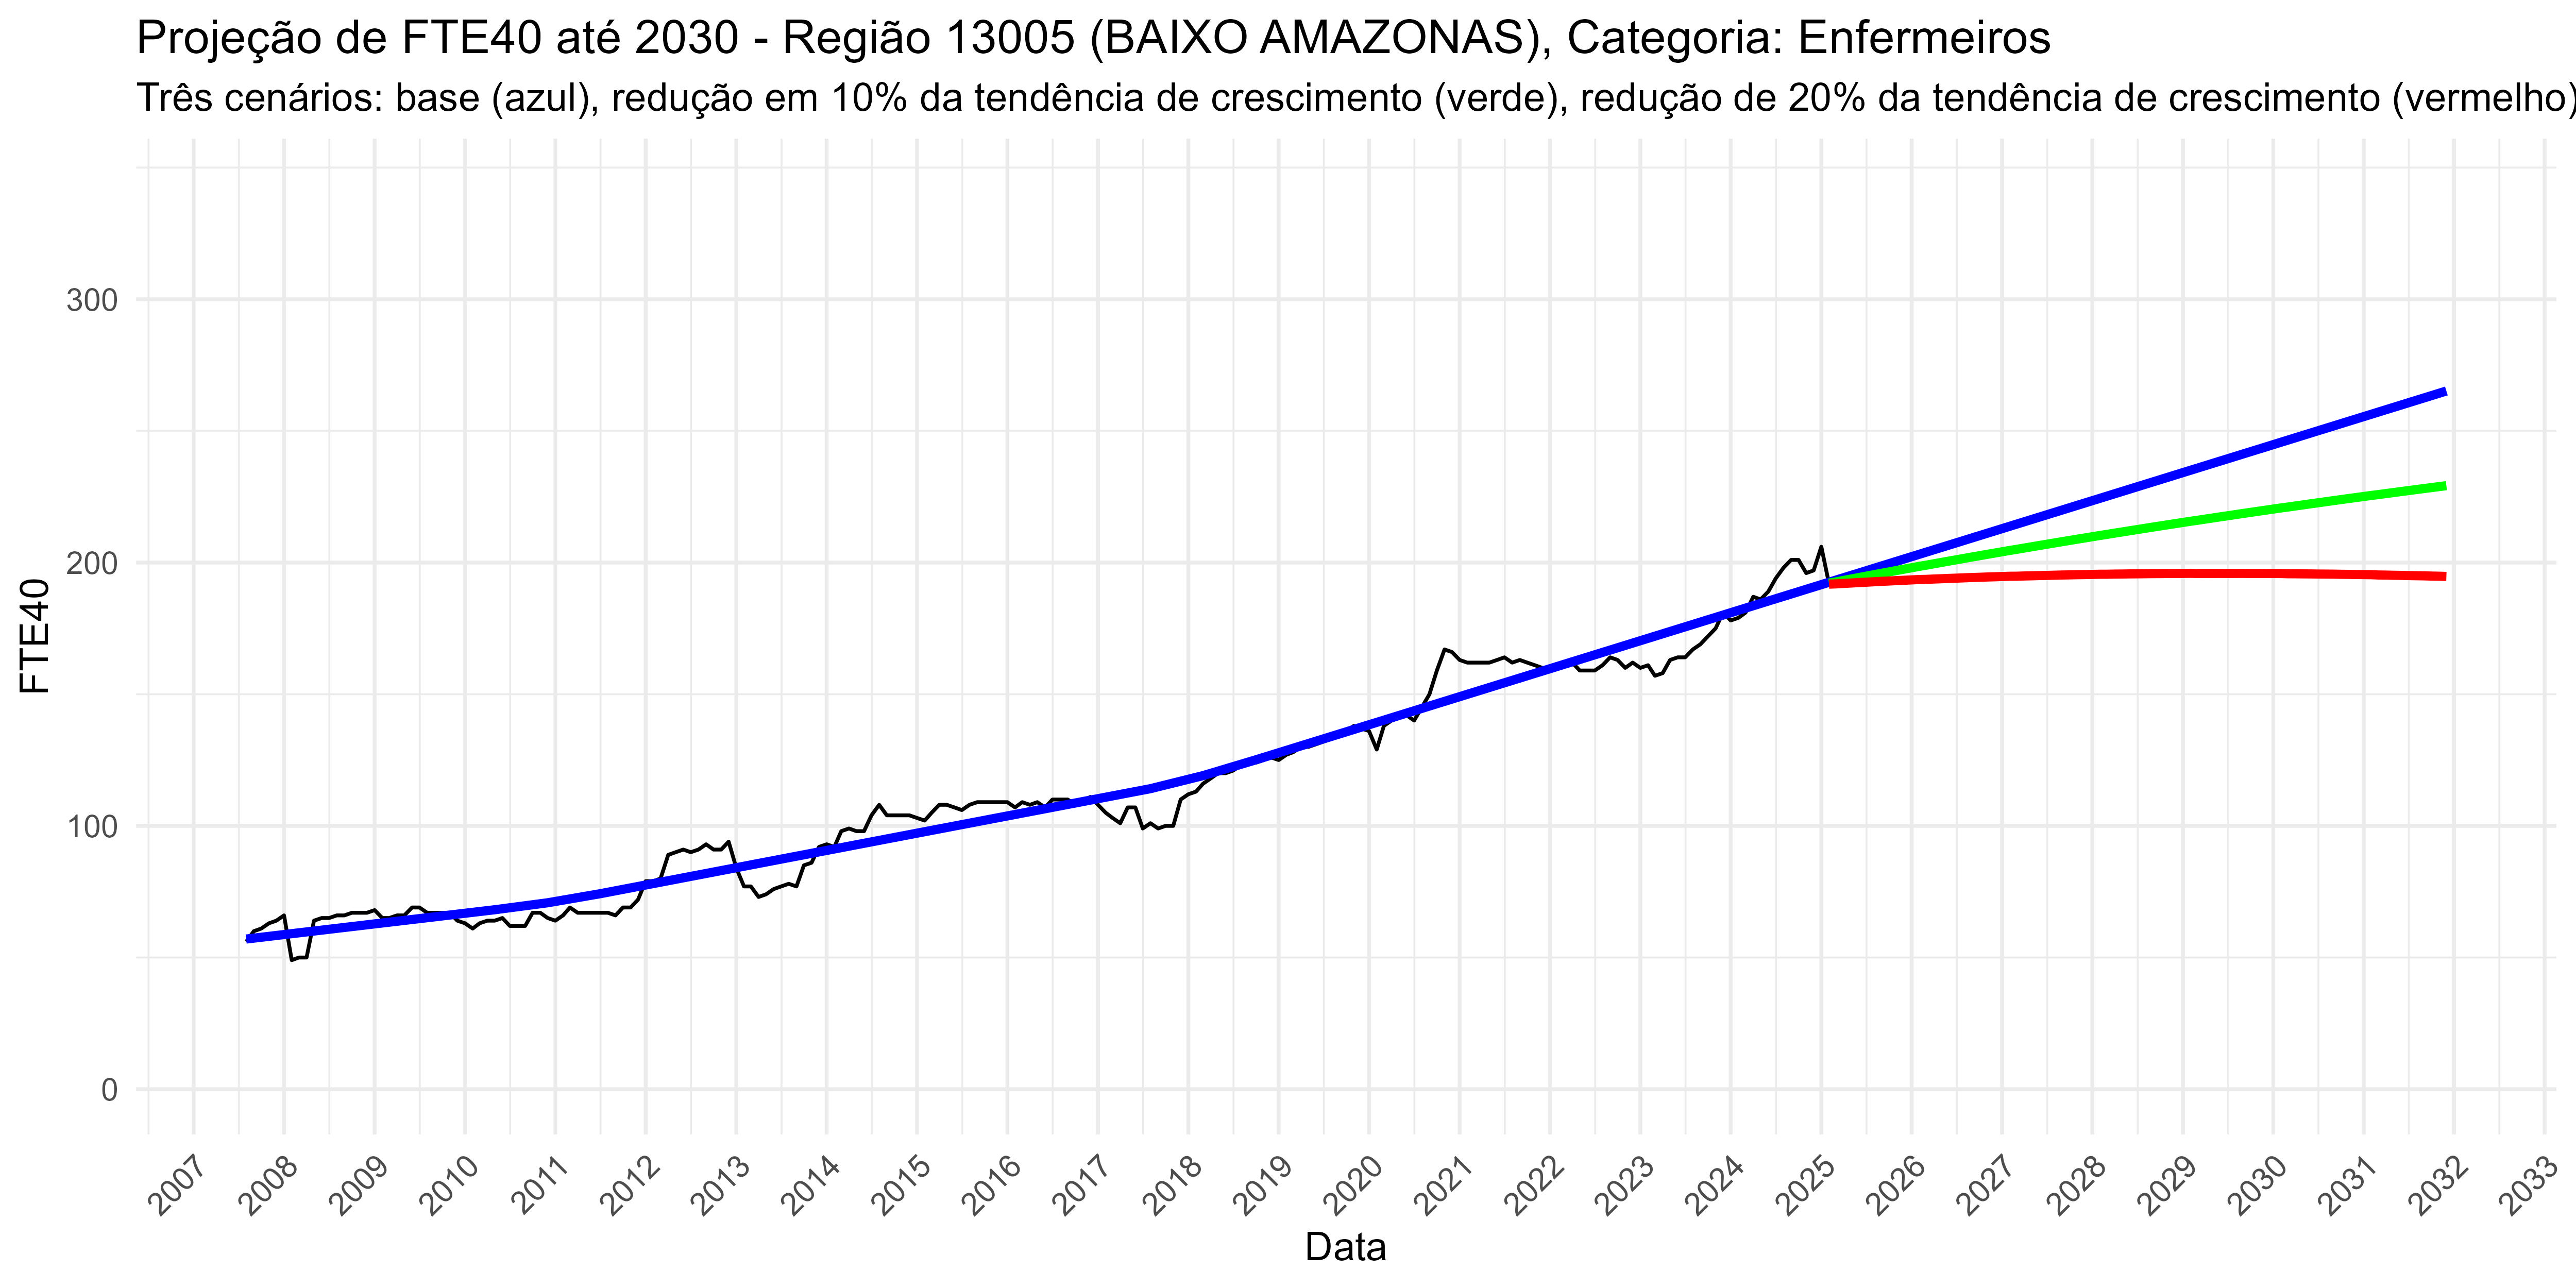 Projeção de FTE40 até 2030 - Região 13005 (BAIXO AMAZONAS), Categoria: Enfermeiros
Três cenários: base (azul), redução em 10% da tendência de crescimento (verde), redução de 20% da tendência de crescimento (vermelho)
300
200
100
0
FTE40
2007 2008 2009 2010 2011 2012 2013 2014 2015 2016 2017 2018 2019 2020 2021 2022 2023 2024 2025 2026 2027 2028 2029 2030 2031 2032 2033
Data